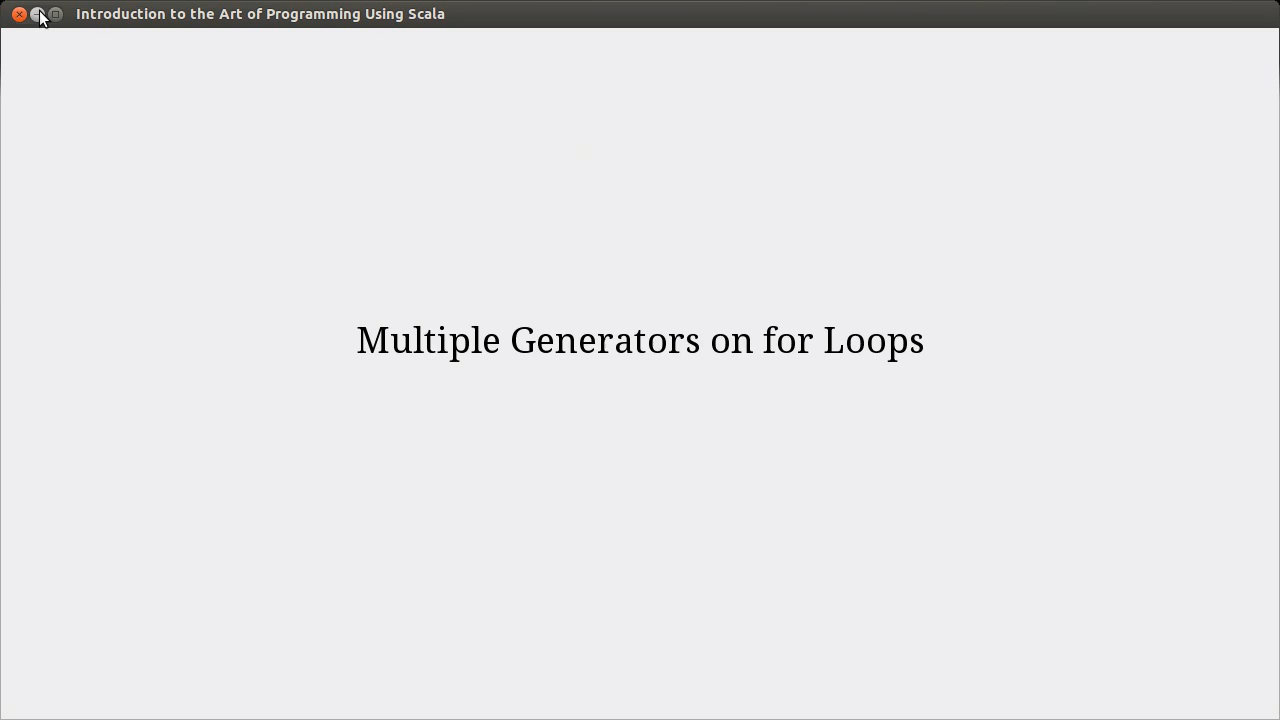 Introduction to the Art of Programming Using Scala
Multiple Generators on for Loops